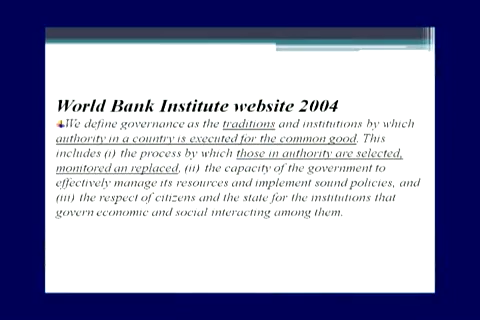 World Bank Institute website 2004
We define governance as the traditions and institutions by which
authority in a country is executed for the common good. This
includes (i) the process by which those in authority are selected,
monitored an replaced, (ii) the capacity of the government to
effectively manage its resources and implement sound policies, and
(iii) the respect of citizens and the state for the institutions that
govern economic and social interacting among them.